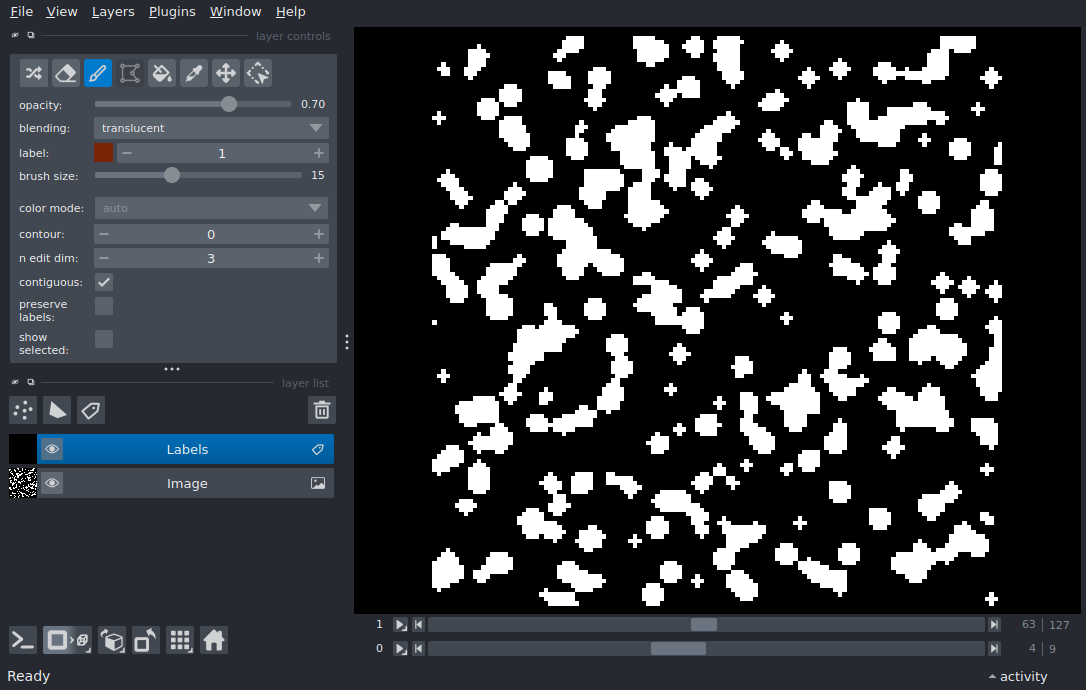 File View Layers Plugins Window Help
layer controls
opacity: 0.70
blending: translucent
label: 1
brush size: 15
color mode: auto
contour: 0
n edit dim: 3
contiguous:
preserve
labels:
show
selected:
layer list
Labels
Image
1 63 | 127
0 4 | 9
Ready activity